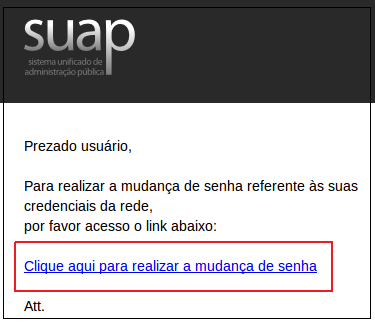 suap
sistema unificado de
administração pública
Prezado usuário,
Para realizar a mudança de senha referente às suas
credenciais da rede,
por favor acesso o link abaixo:
Clique aqui para realizar a mudança de senha
Att.